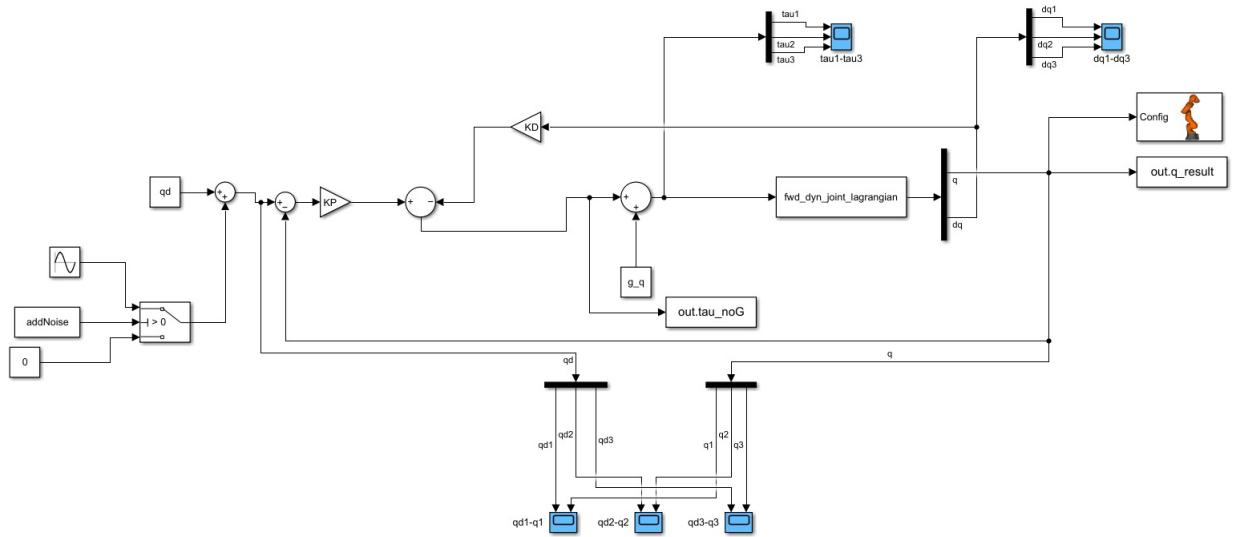 tau1
tau2
tau3
tau1-tau3
dq1
dq2
dq3
dq1-dq3
KD
Config
qd
+
+
+
−
KP
+
−
+
+
fwd_dyn_joint_lagrangian
q
dq
out.q_result
g_q
out.tau_noG
addNoise
> 0
0
qd
q
qd1
qd2
qd3
q1
q2
q3
qd1-q1
qd2-q2
qd3-q3